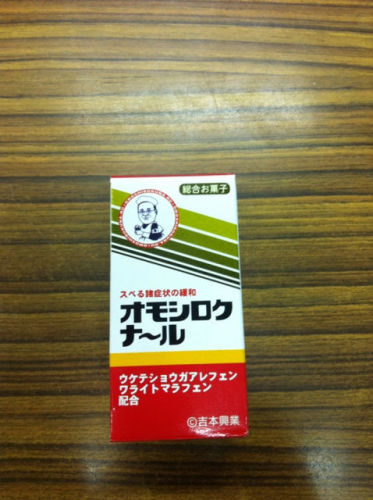 総合お菓子
スベる諸症状の緩和
オモシロク
ナ～ル
ウケテショウガアレフェン
ワライトマラフェン
配合
©吉本興業